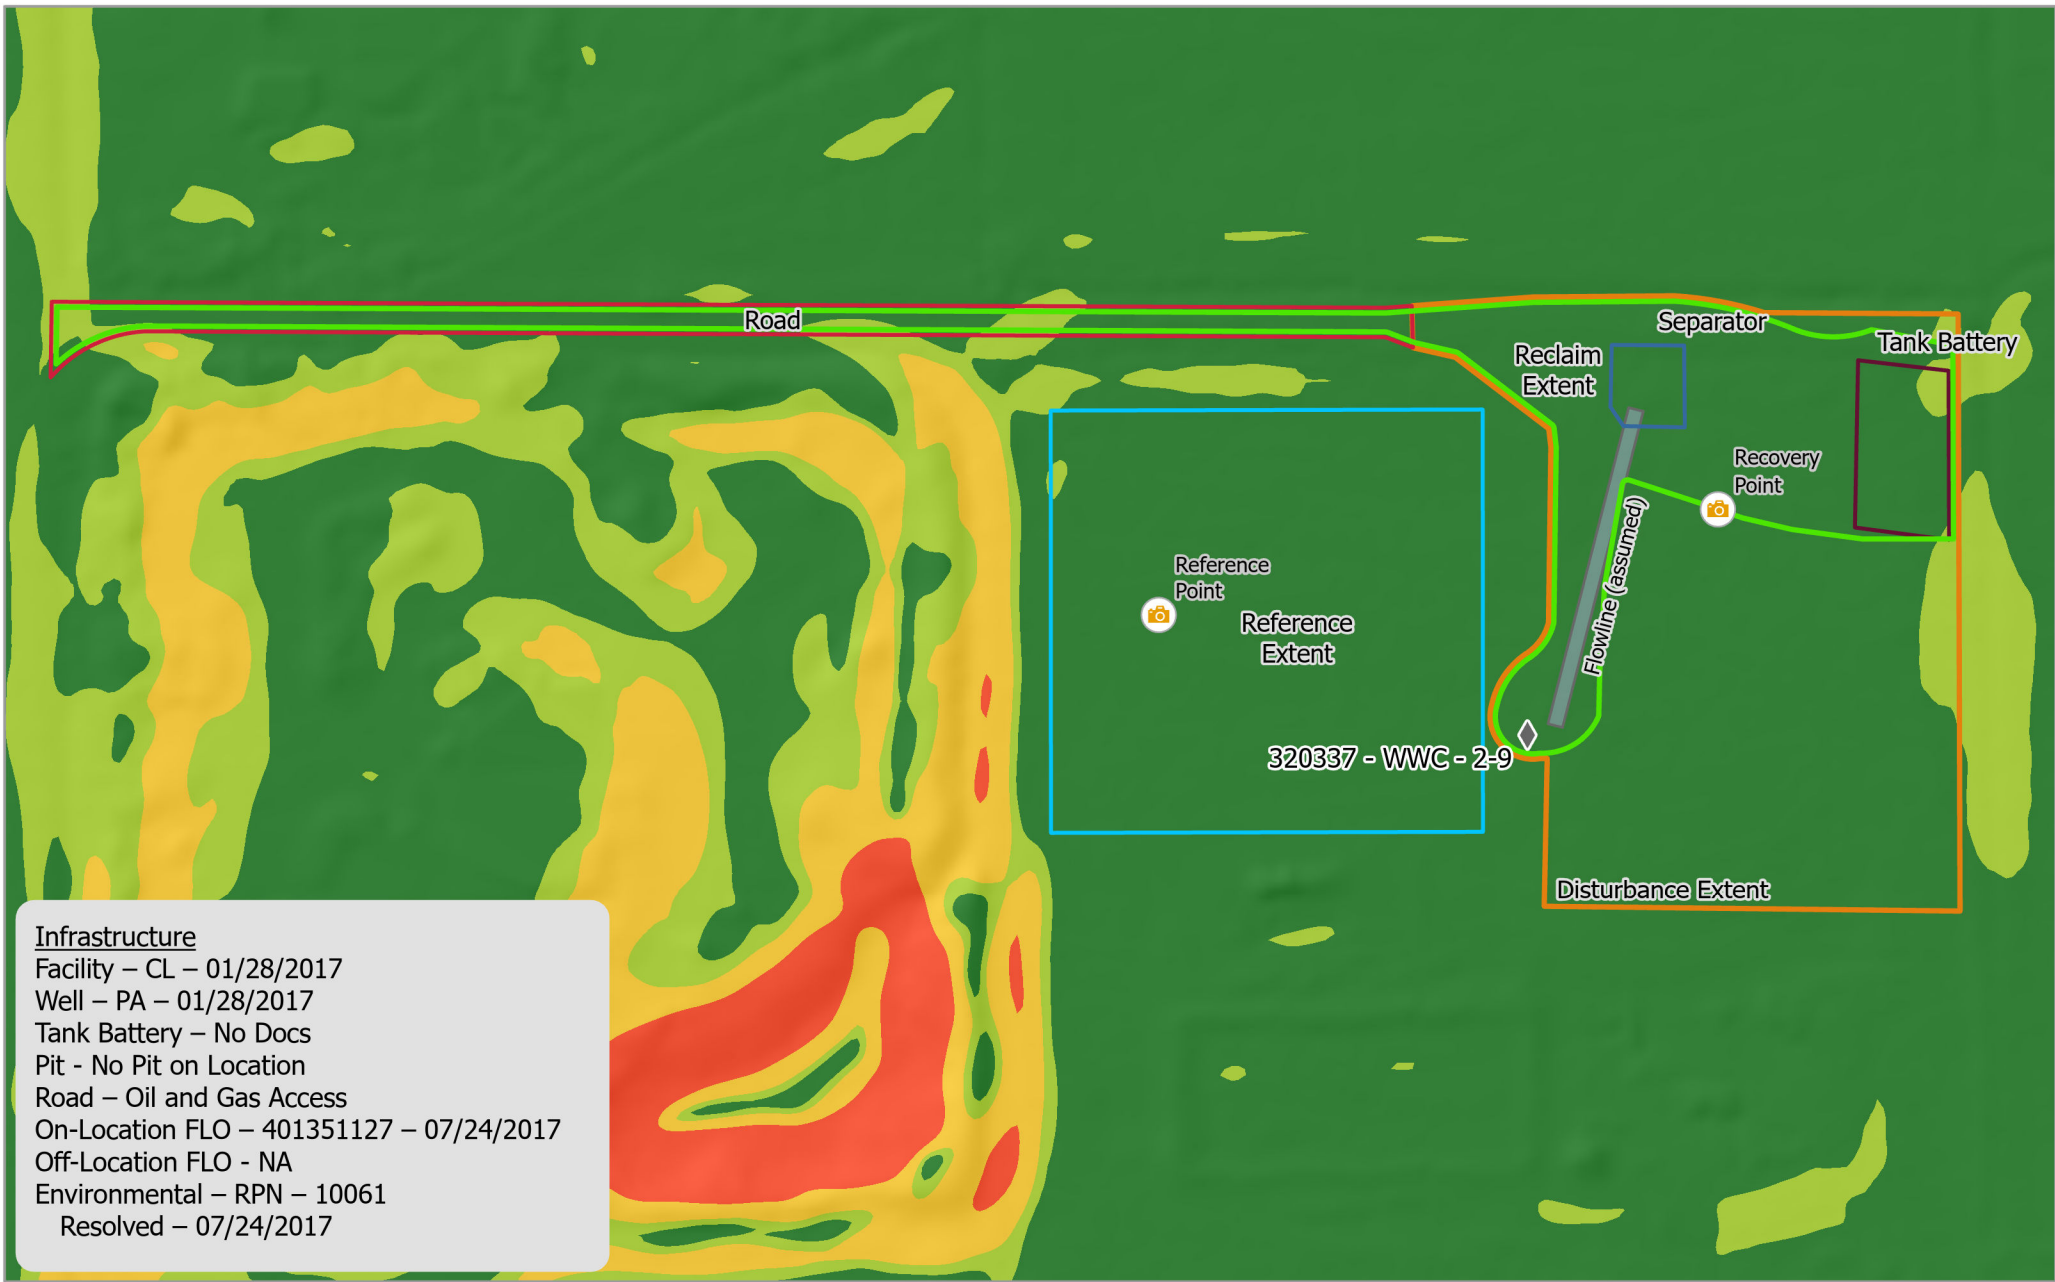 Road
Separator
Tank Battery
Reclaim
Extent
Recovery
Point
Flowline (assumed)
Reference
Point
Reference
Extent
320337 - WWC - 2-9
Disturbance Extent
Infrastructure
Facility – CL – 01/28/2017
Well – PA – 01/28/2017
Tank Battery – No Docs
Pit - No Pit on Location
Road – Oil and Gas Access
On-Location FLO – 401351127 – 07/24/2017
Off-Location FLO - NA
Environmental – RPN – 10061
Resolved – 07/24/2017